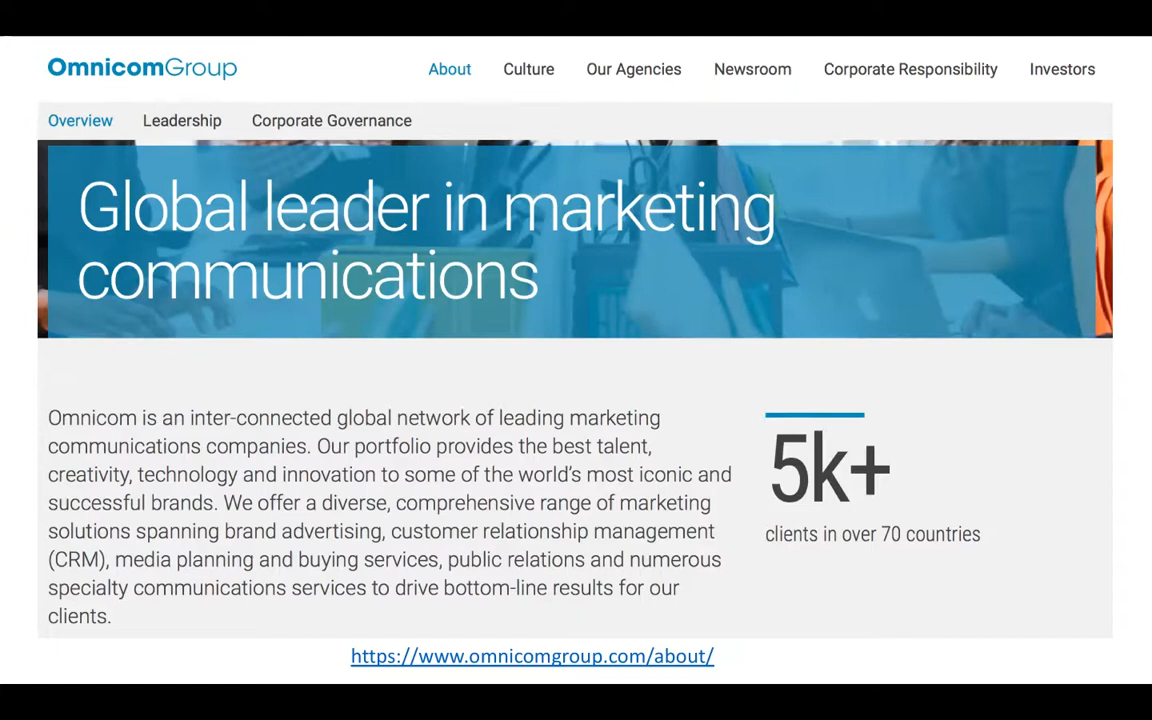 OmnicomGroup
About Culture Our Agencies Newsroom Corporate Responsibility Investors
Overview Leadership Corporate Governance
Global leader in marketing
communications
Omnicom is an inter-connected global network of leading marketing
communications companies. Our portfolio provides the best talent,
creativity, technology and innovation to some of the world's most iconic and
successful brands. We offer a diverse, comprehensive range of marketing
solutions spanning brand advertising, customer relationship management
(CRM), media planning and buying services, public relations and numerous
specialty communications services to drive bottom-line results for our
clients.
5k+
clients in over 70 countries
https://www.omnicomgroup.com/about/